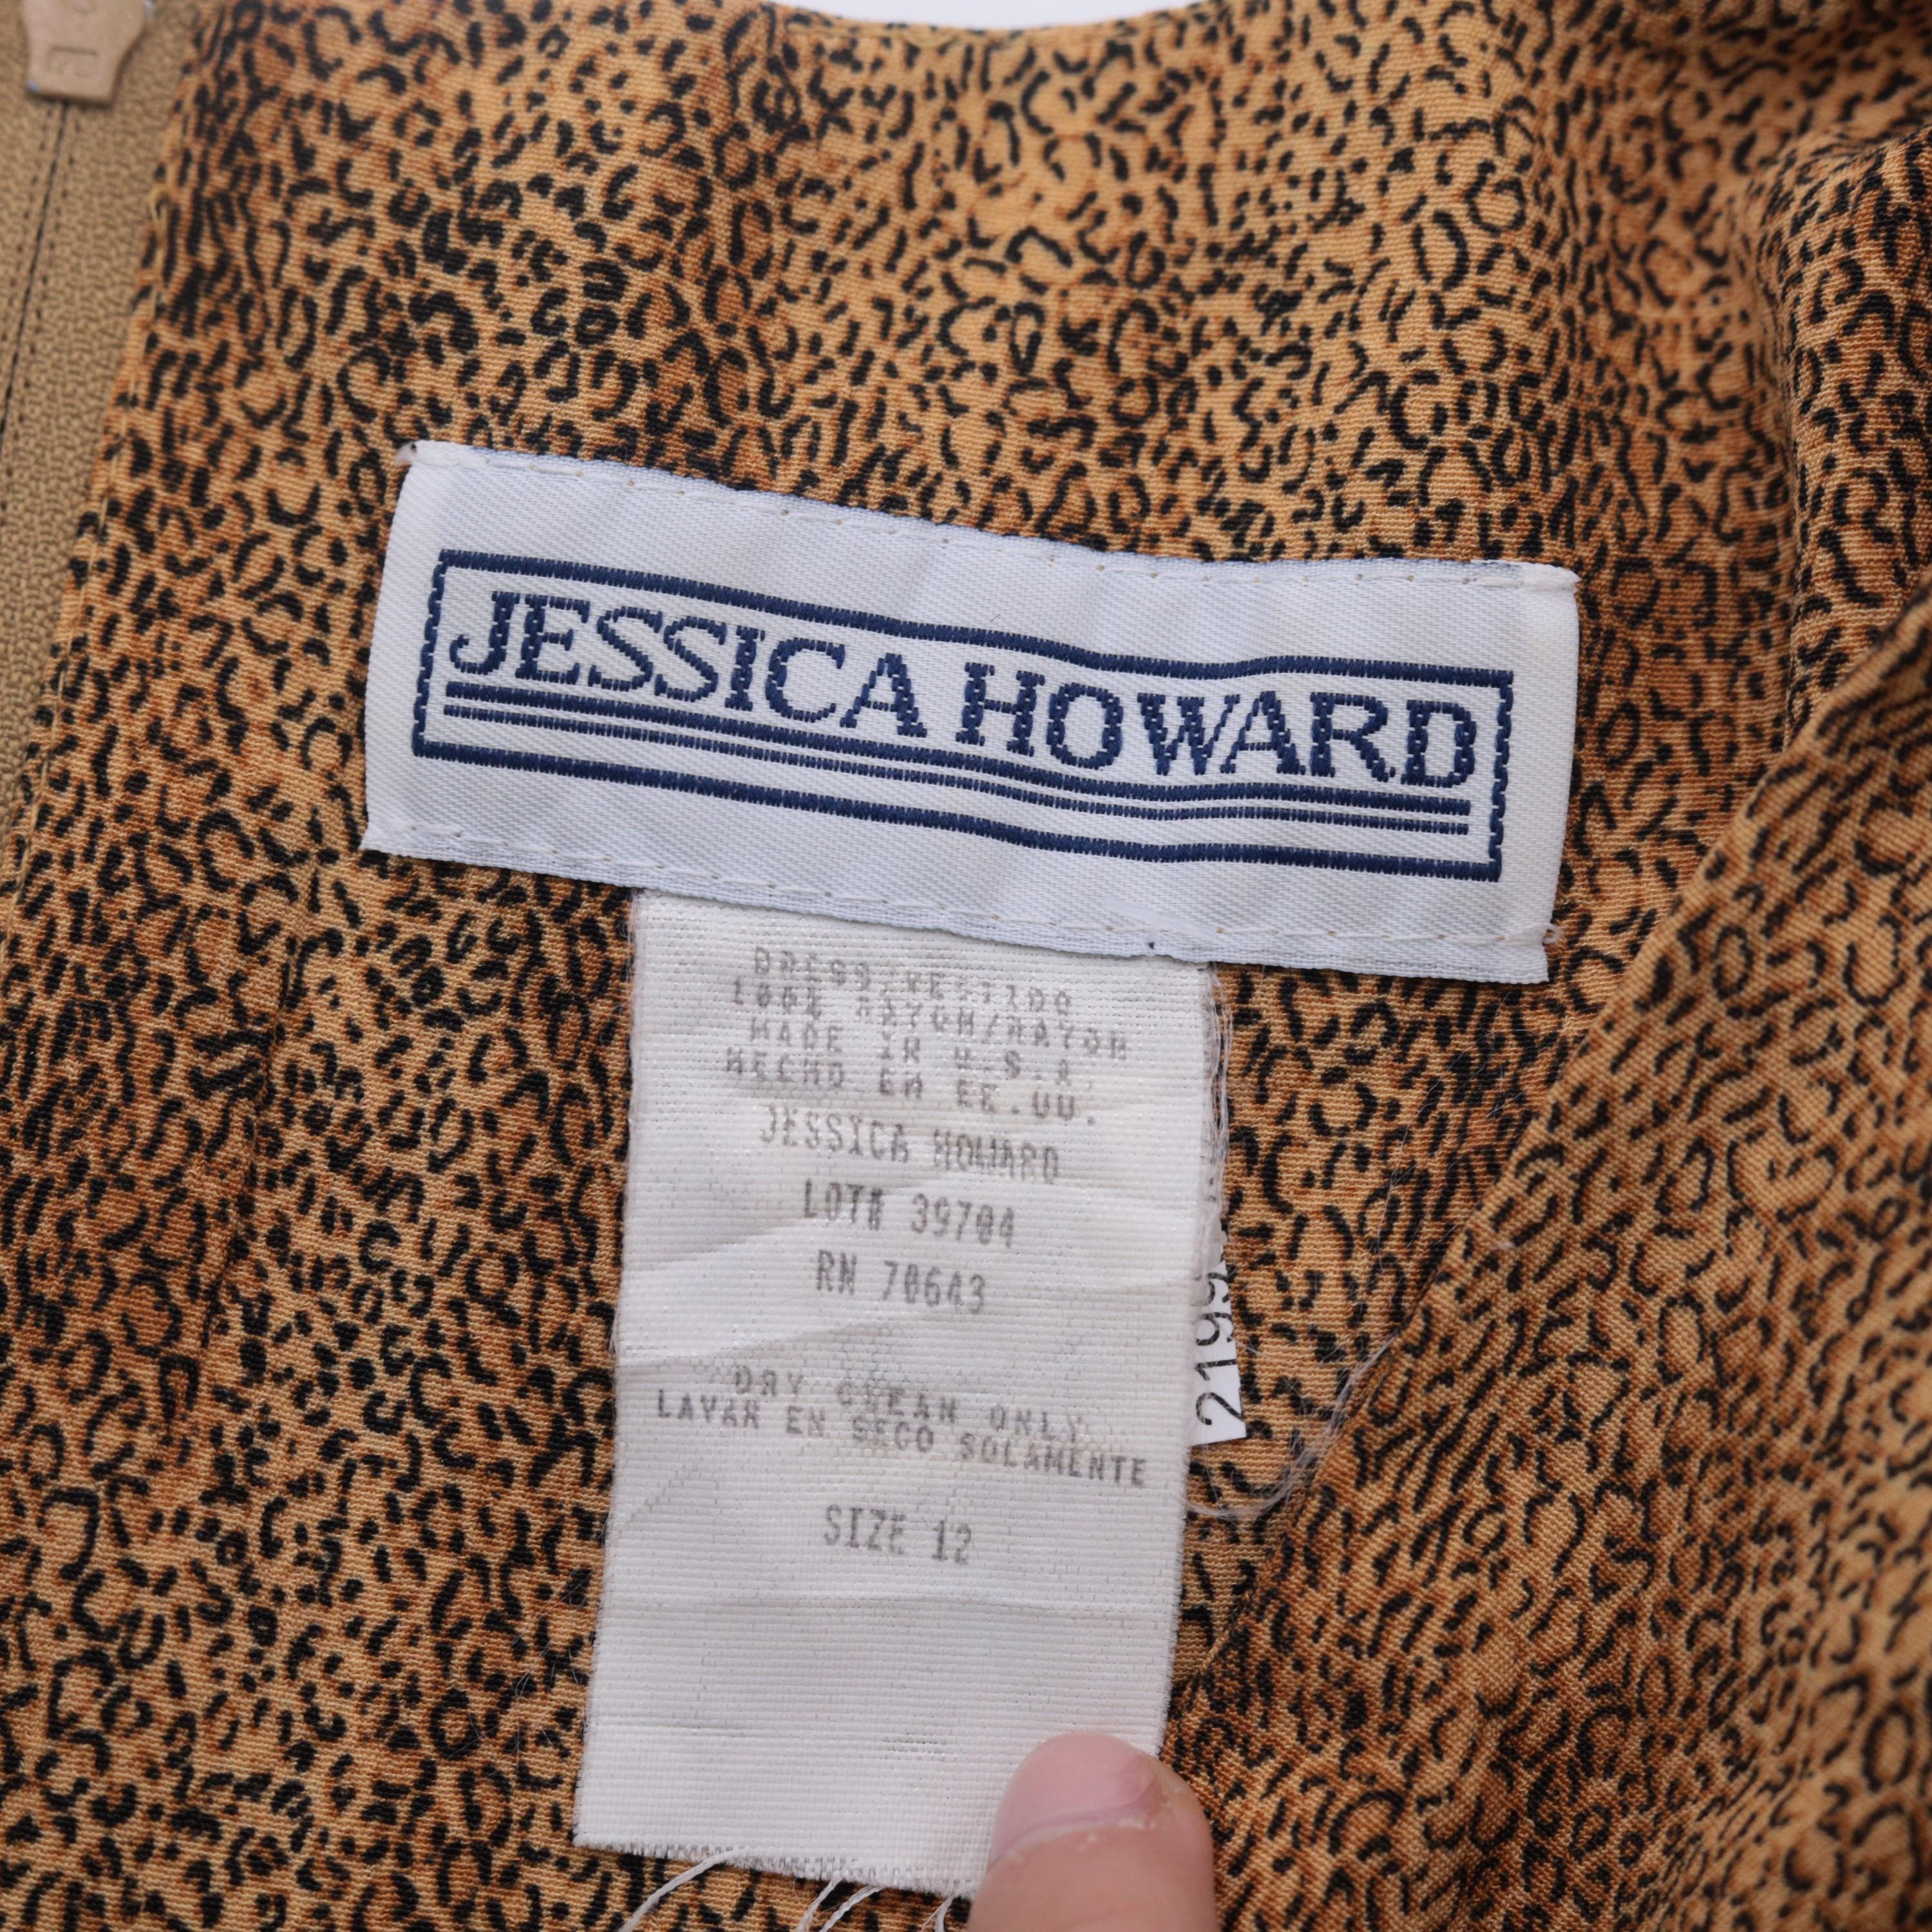 JESSICA HOWARD
DRESS/VESTIDO
100% RAYON/RAYON
MADE IN U.S.A.
HECHO EN EE.UU.
JESSICA HOWARD
LOT# 39704
RN 70643
DRY CLEAN ONLY
LAVAR EN SECO SOLAMENTE
SIZE 12